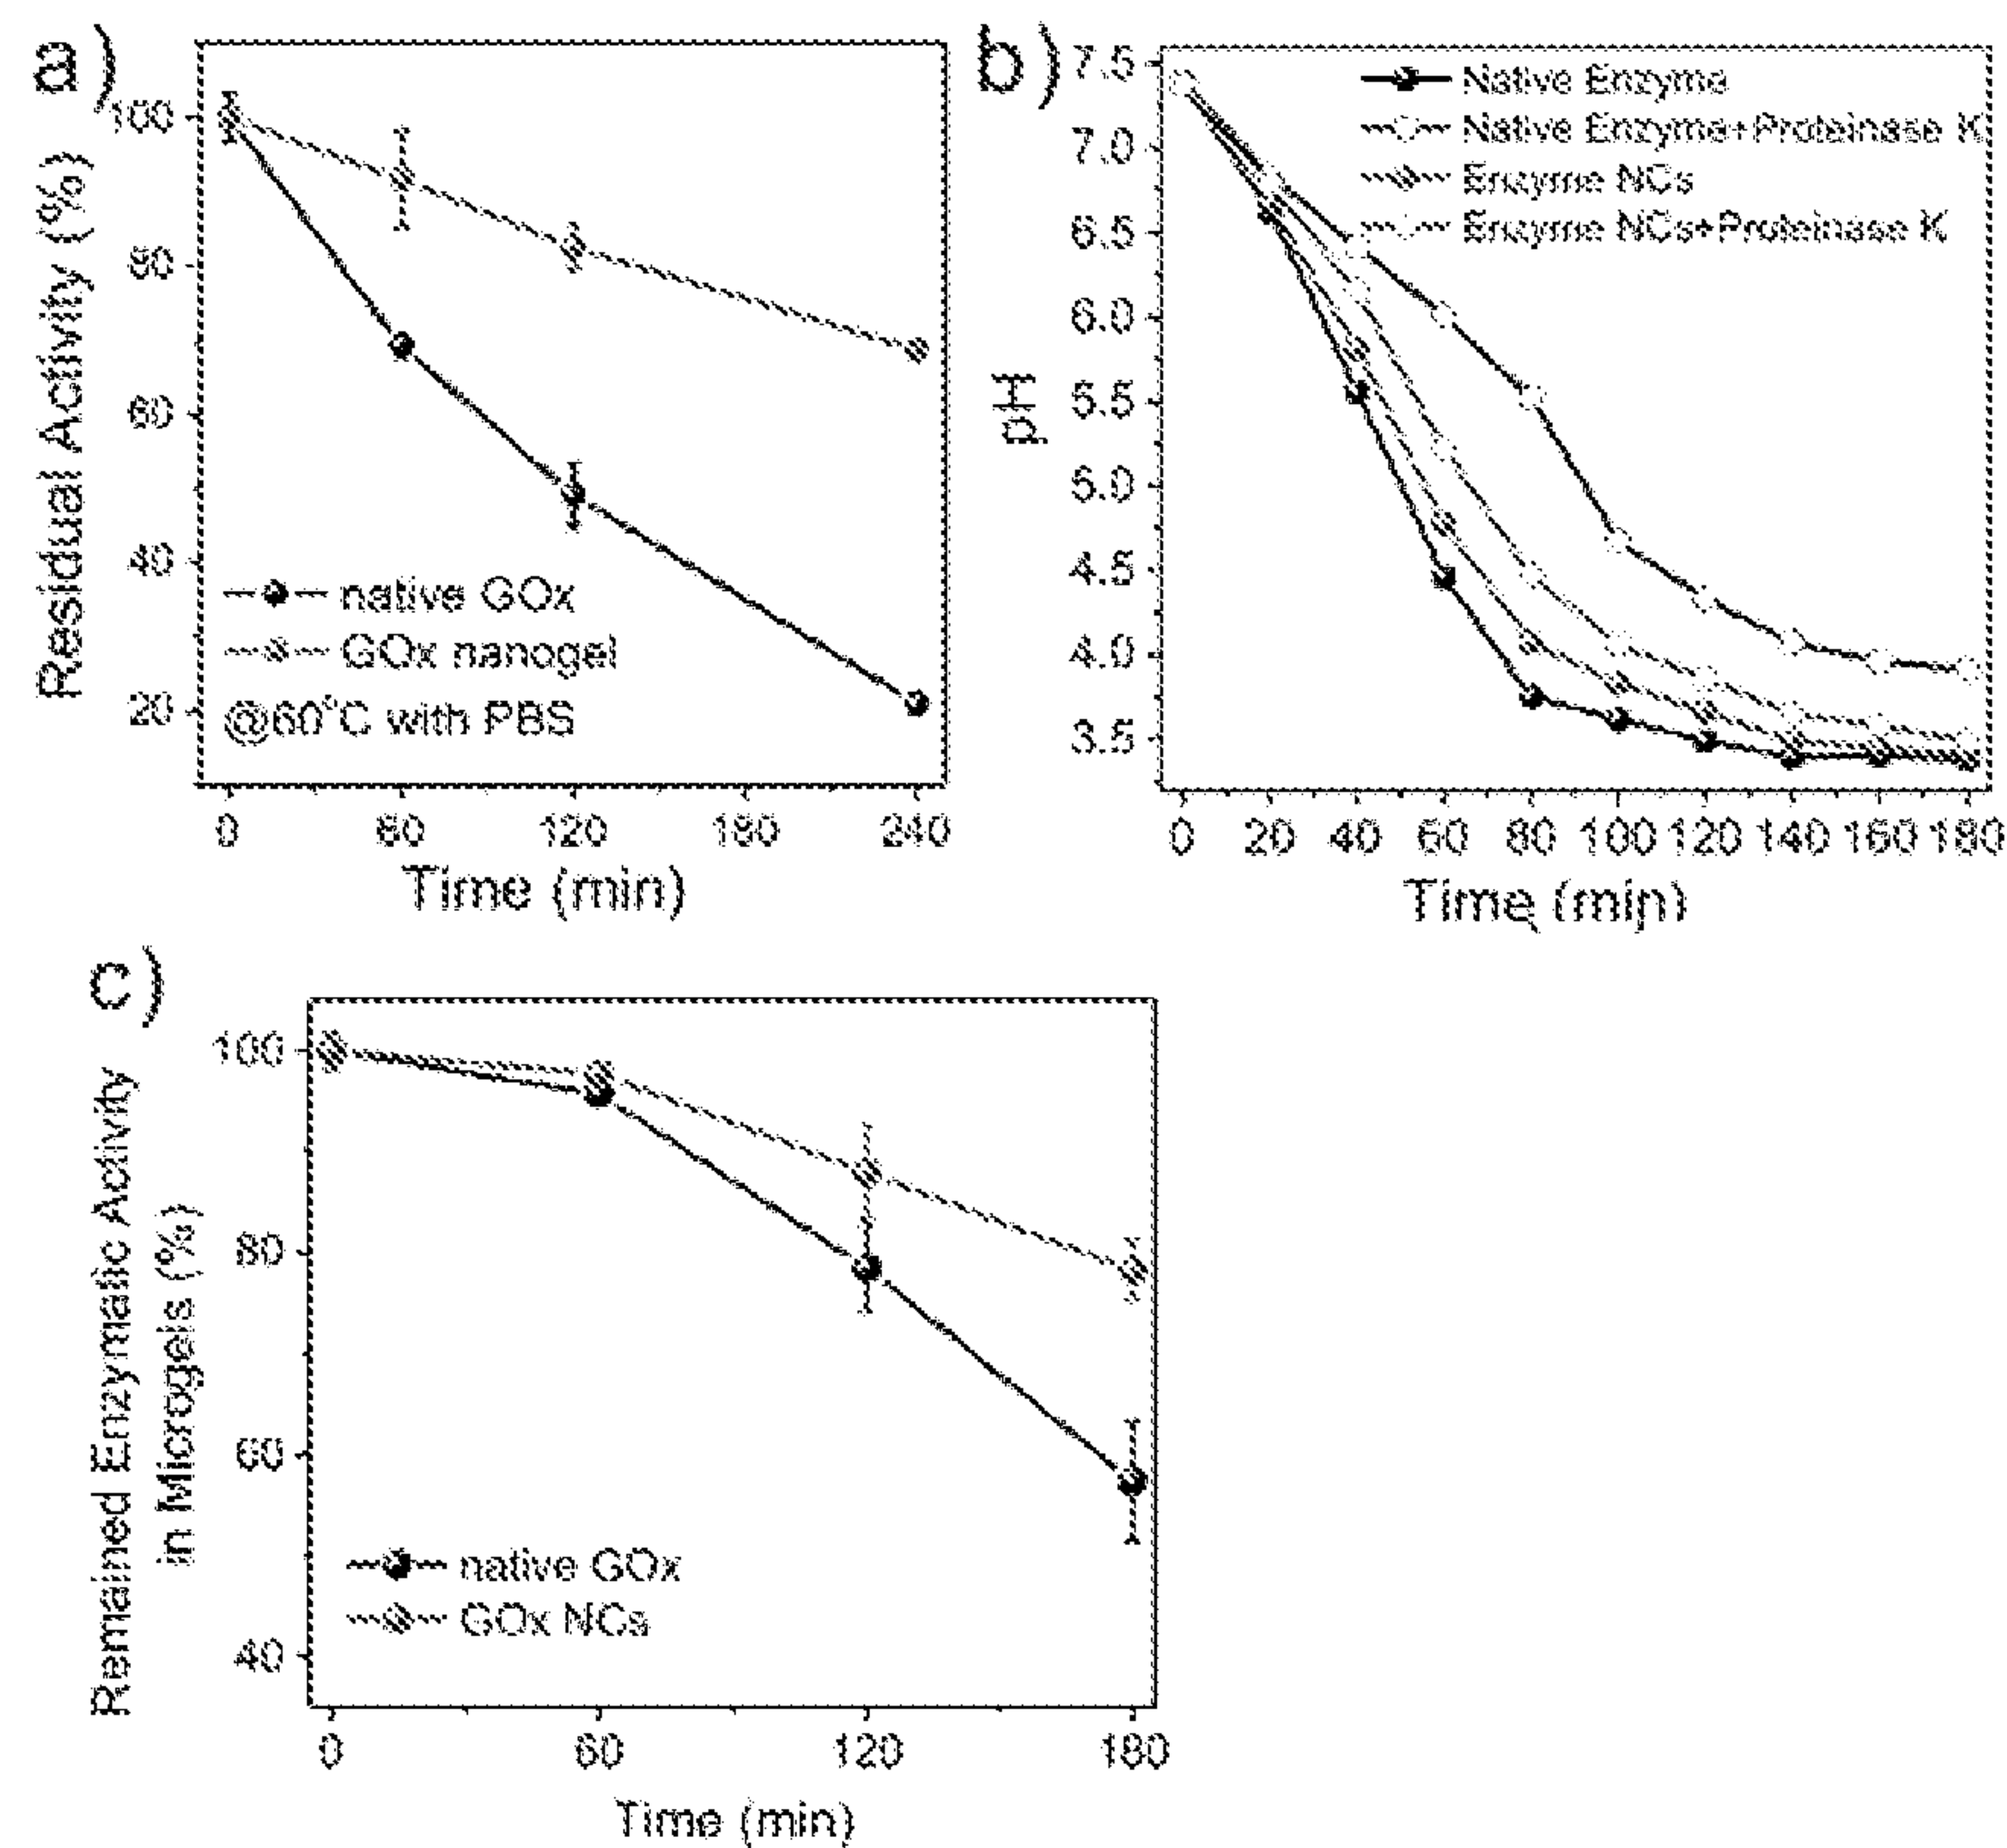 a)
Residual Activity (%)
100
80
60
40
20
native GOx
GOx nanogel
@60°C with PBS
0 60 120 180 240
Time (min)
b)
pH
7.5
7.0
6.5
6.0
5.5
5.0
4.5
4.0
3.5
Native Enzyme
Native Enzyme+Proteinase K
Enzyme NCs
Enzyme NCs+Proteinase K
0 20 40 60 80 100 120 140 160 180
Time (min)
c)
Remained Enzymatic Activity
in Microgels (%)
100
80
60
40
native GOx
GOx NCs
0 60 120 180
Time (min)